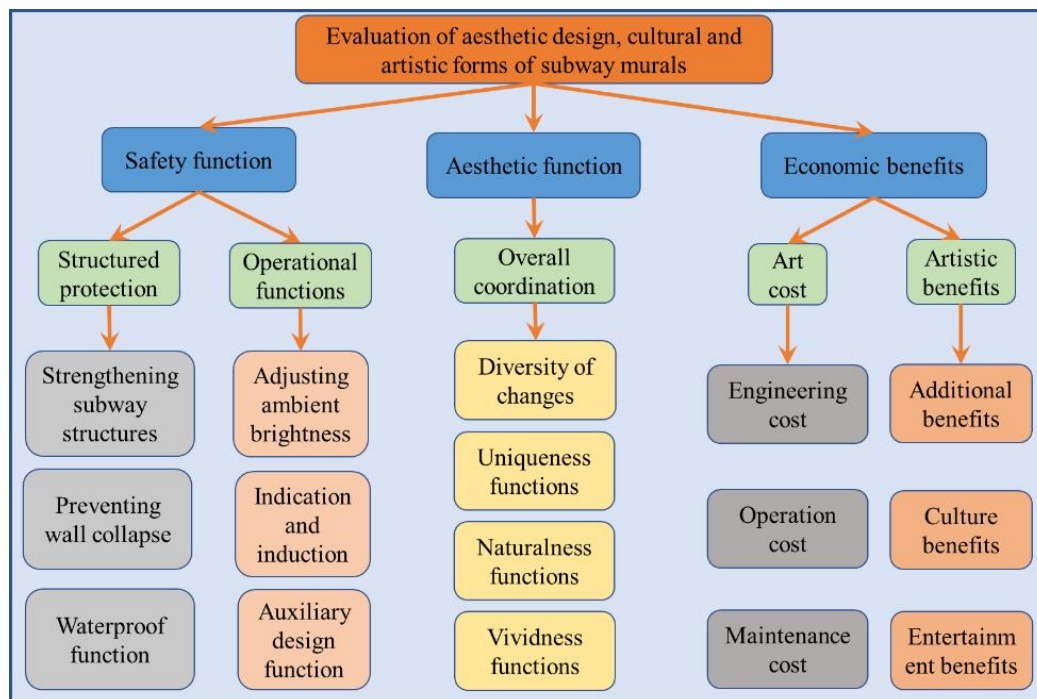 Evaluation of aesthetic design, cultural and
artistic forms of subway murals
Safety function
Aesthetic function
Economic benefits
Structured
protection
Operational
functions
Overall
coordination
Art
cost
Artistic
benefits
Strengthening
subway
structures
Adjusting
ambient
brightness
Diversity of
changes
Engineering
cost
Additional
benefits
Uniqueness
functions
Preventing
wall collapse
Indication
and
induction
Naturalness
functions
Operation
cost
Culture
benefits
Waterproof
function
Auxiliary
design
function
Vividness
functions
Maintenance
cost
Entertainm
ent benefits